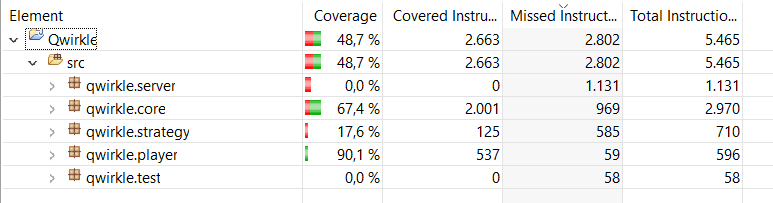 Element Coverage Covered Instru... Missed Instruct... Total Instructio...
Qwirkle 48,7 % 2.663 2.802 5.465
src 48,7 % 2.663 2.802 5.465
qwirkle.server 0,0 % 0 1.131 1.131
qwirkle.core 67,4 % 2.001 969 2.970
qwirkle.strategy 17,6 % 125 585 710
qwirkle.player 90,1 % 537 59 596
qwirkle.test 0,0 % 0 58 58